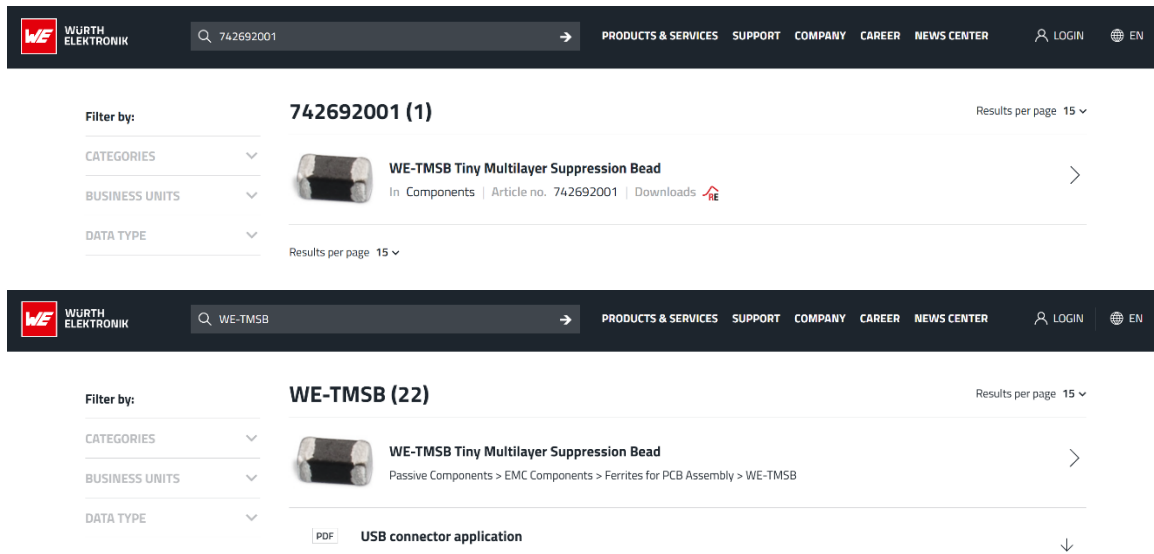 WE WÜRTH ELEKTRONIK 742692001 PRODUCTS & SERVICES SUPPORT COMPANY CAREER NEWS CENTER LOGIN EN
Filter by:
742692001 (1)
Results per page 15
CATEGORIES
BUSINESS UNITS
DATA TYPE
WE-TMSB Tiny Multilayer Suppression Bead
In Components | Article no. 742692001 | Downloads RE
Results per page 15
WE WÜRTH ELEKTRONIK WE-TMSB PRODUCTS & SERVICES SUPPORT COMPANY CAREER NEWS CENTER LOGIN EN
Filter by:
WE-TMSB (22)
Results per page 15
CATEGORIES
BUSINESS UNITS
DATA TYPE
WE-TMSB Tiny Multilayer Suppression Bead
Passive Components > EMC Components > Ferrites for PCB Assembly > WE-TMSB
PDF USB connector application